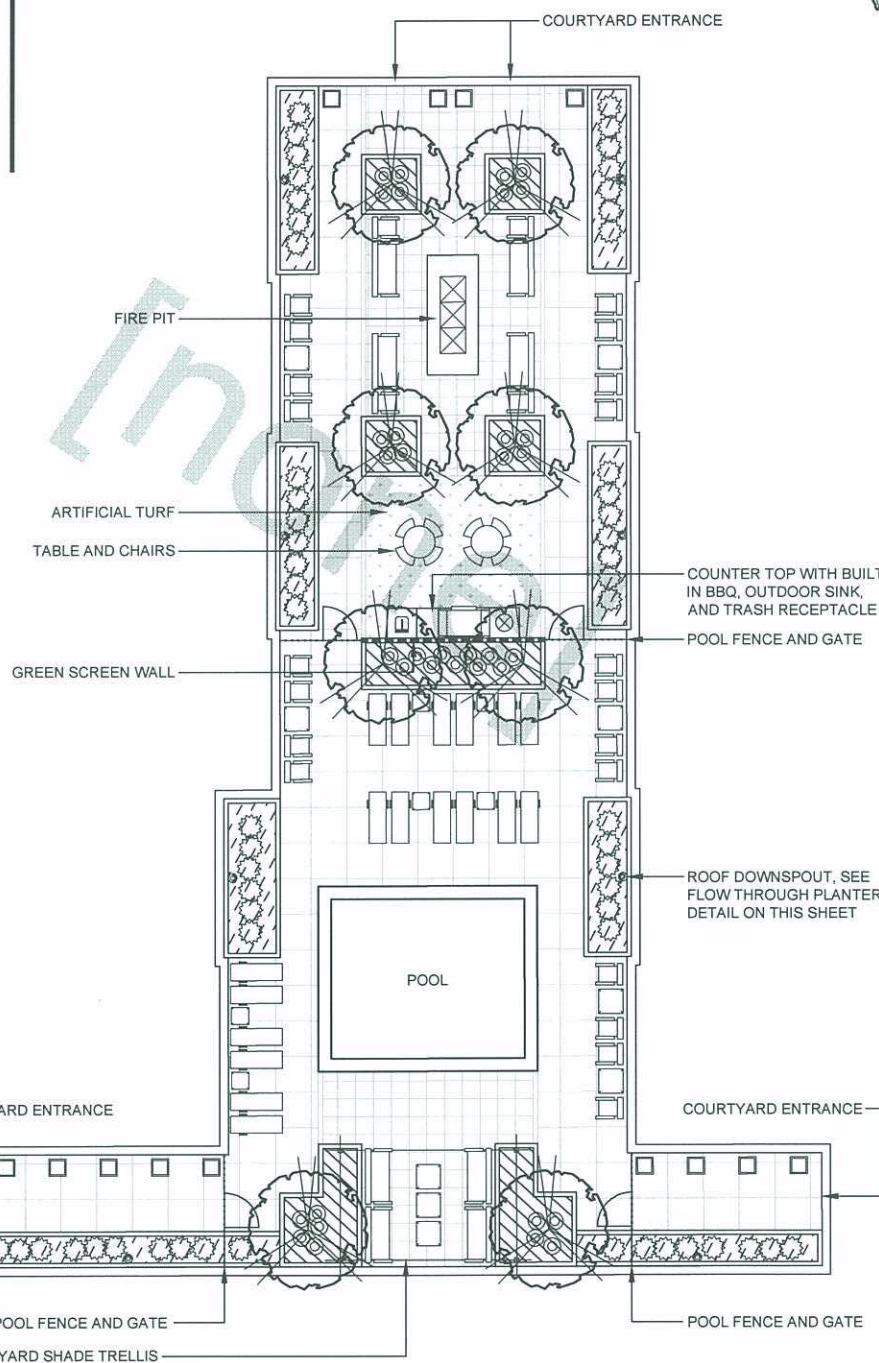 COURTYARD ENTRANCE
FIRE PIT
ARTIFICIAL TURF
TABLE AND CHAIRS
COUNTER TOP WITH BUILT
IN BBQ, OUTDOOR SINK,
AND TRASH RECEPTACLE
POOL FENCE AND GATE
GREEN SCREEN WALL
ROOF DOWNSPOUT, SEE
FLOW THROUGH PLANTER
DETAIL ON THIS SHEET
POOL
ARD ENTRANCE
COURTYARD ENTRANCE
POOL FENCE AND GATE
POOL FENCE AND GATE
YARD SHADE TRELLIS
[none]